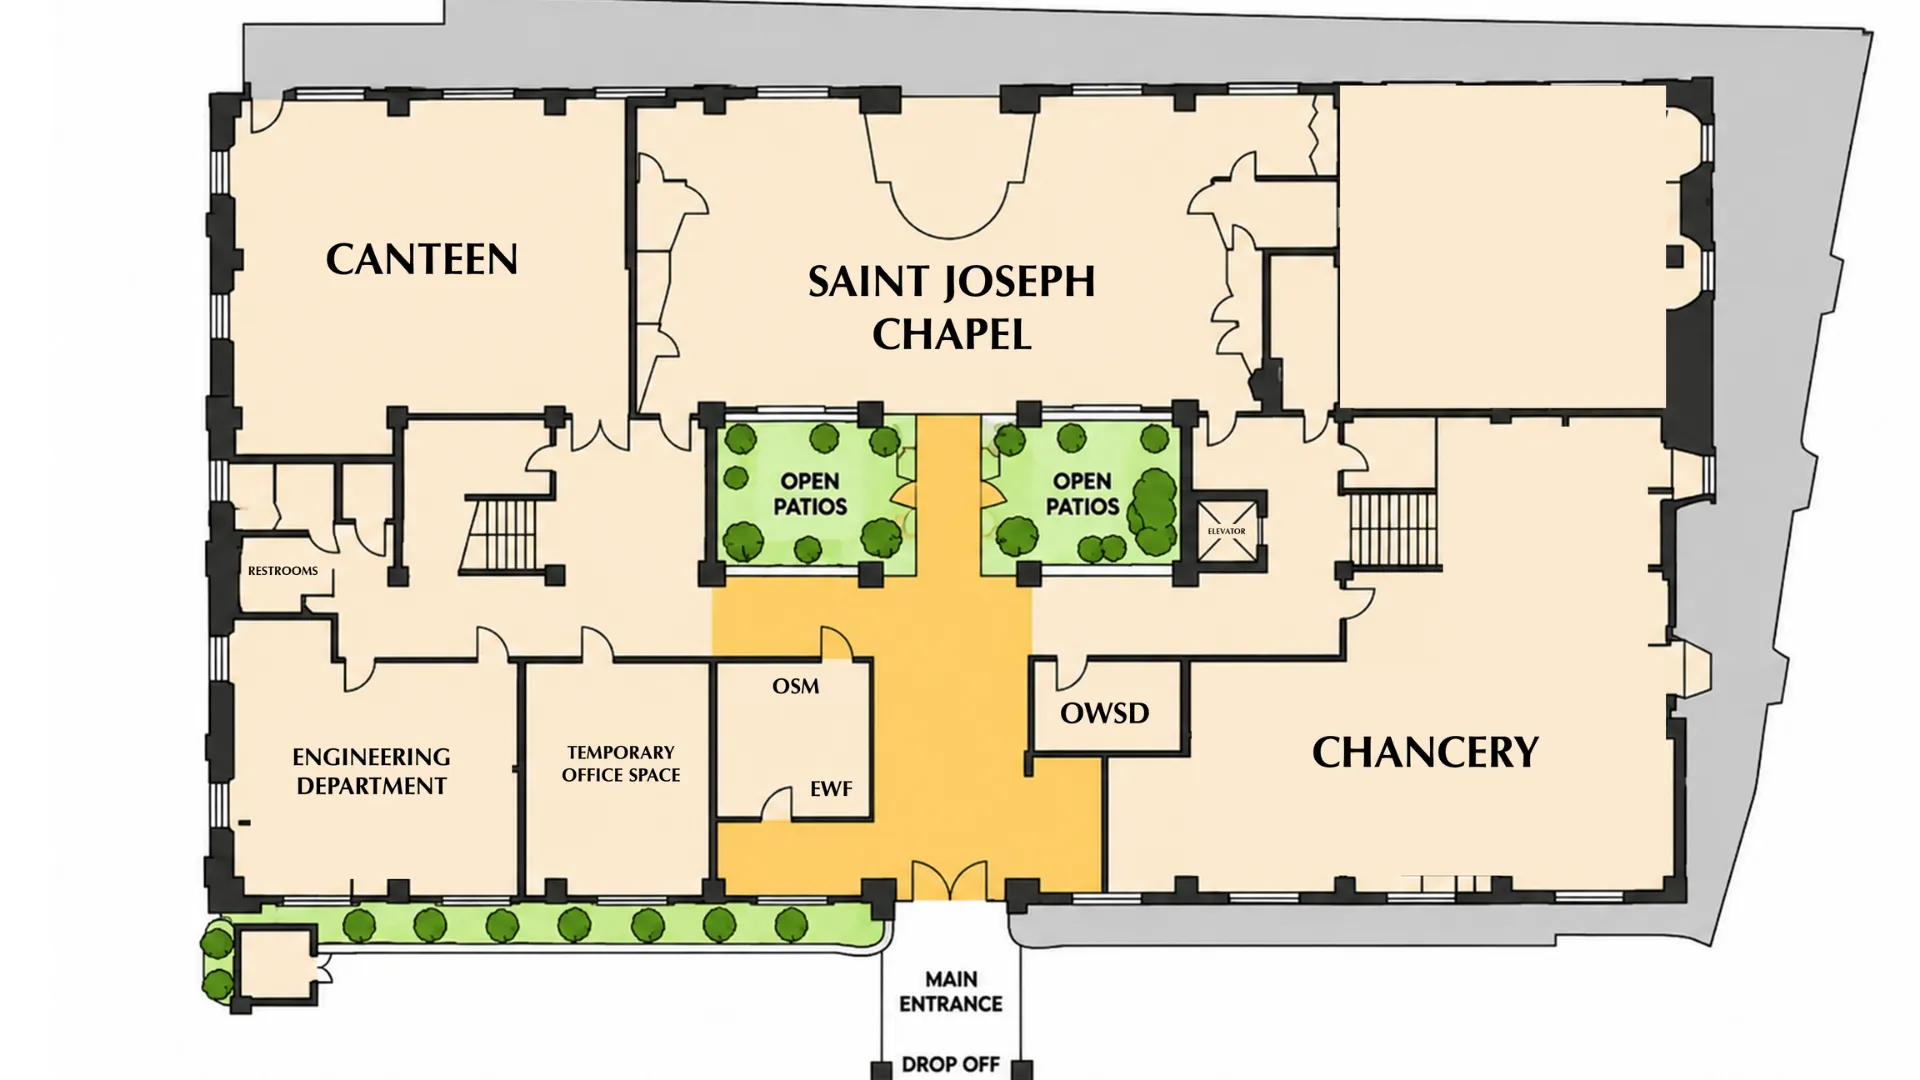 CANTEEN
SAINT JOSEPH
CHAPEL
OPEN
PATIOS
OPEN
PATIOS
ELEVATOR
RESTROOMS
OSM
OWSD
ENGINEERING
DEPARTMENT
TEMPORARY
OFFICE SPACE
EWF
CHANCERY
MAIN
ENTRANCE
DROP OFF